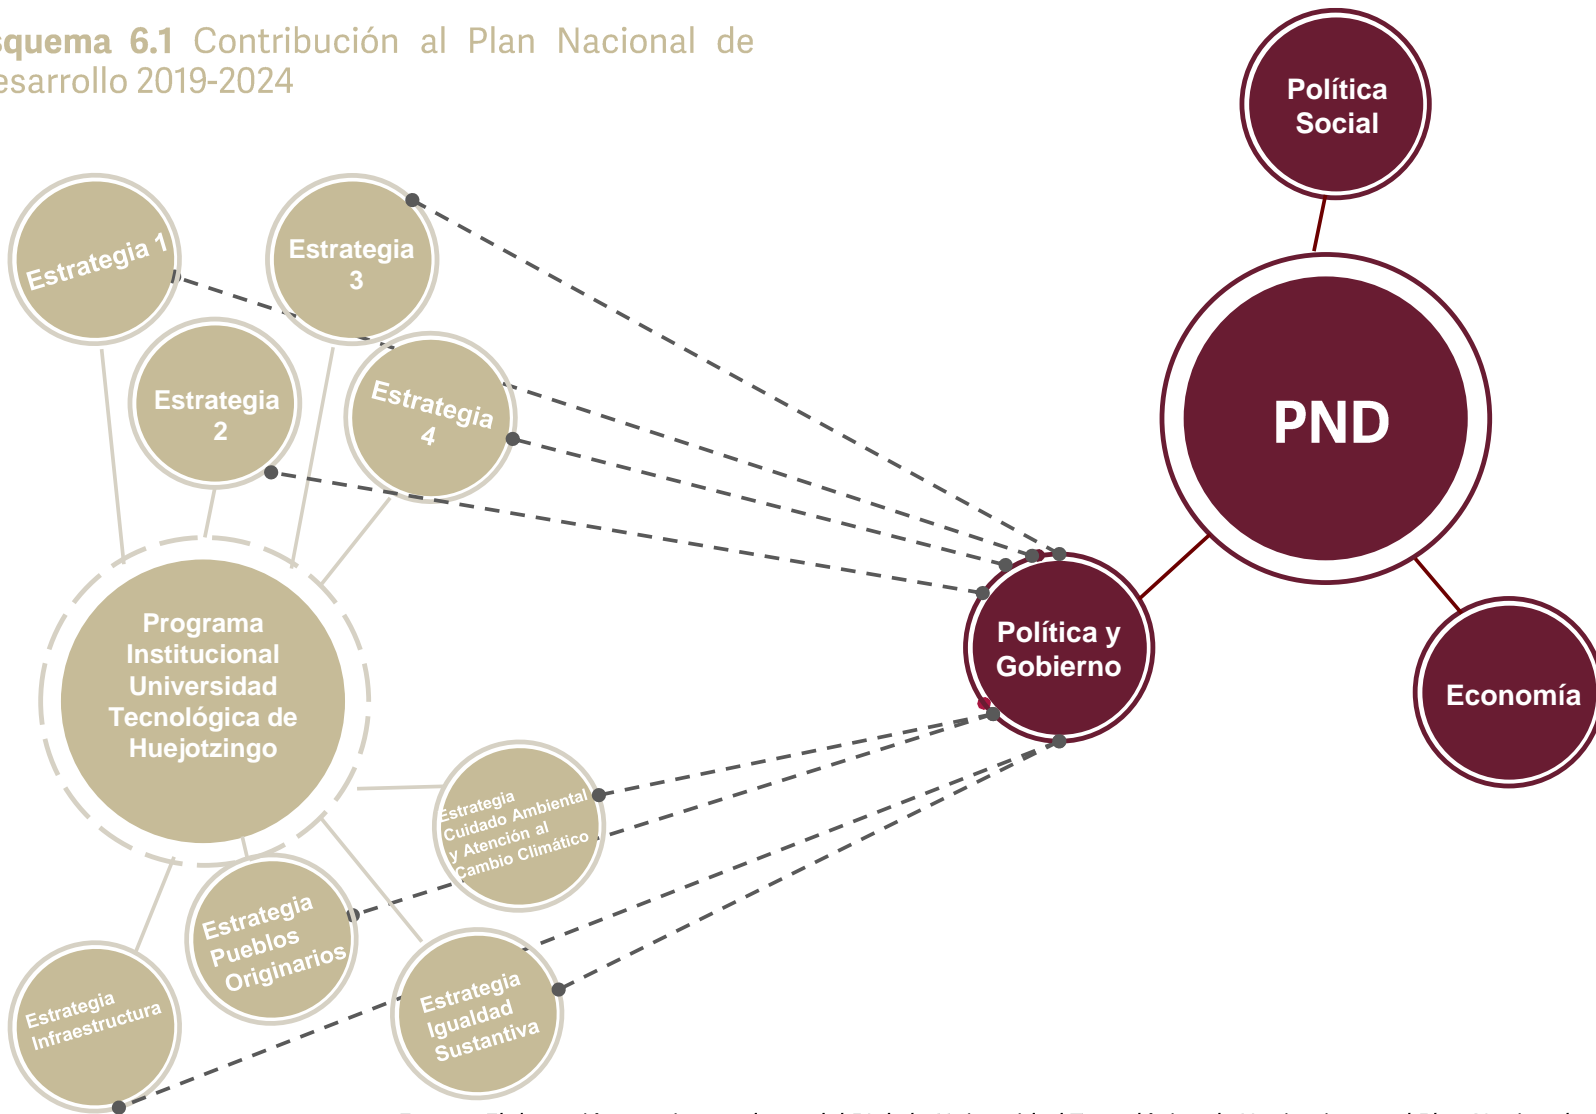 squema 6.1 Contribución al Plan Nacional de
esarrollo 2019-2024
Política
Social
PND
Política y
Gobierno
Economía
Estrategia 1
Estrategia
3
Estrategia
2
Estrategia
4
Programa
Institucional
Universidad
Tecnológica de
Huejotzingo
Estrategia
Cuidado Ambiental
y Atención al
Cambio Climático
Estrategia
Pueblos
Originarios
Estrategia
Infraestructura
Estrategia
Igualdad
Sustantiva